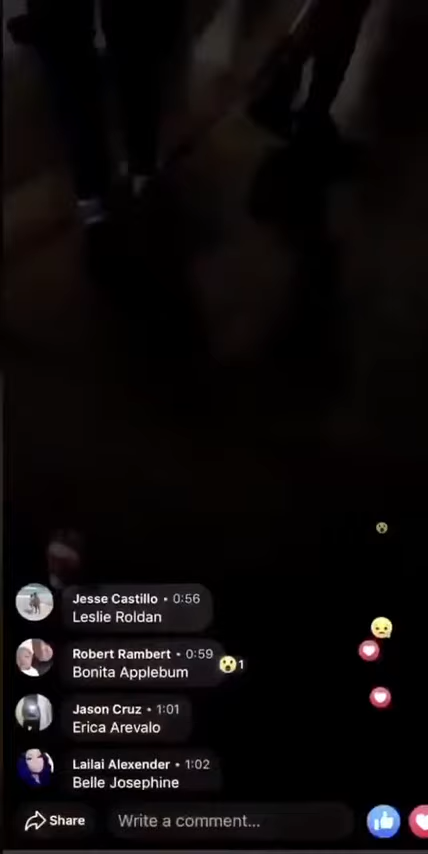 Jesse Castillo • 0:56
Leslie Roldan
Robert Rambert • 0:59
Bonita Applebum
1
Jason Cruz • 1:01
Erica Arevalo
Lailai Alexender • 1:02
Belle Josephine
Share
Write a comment...